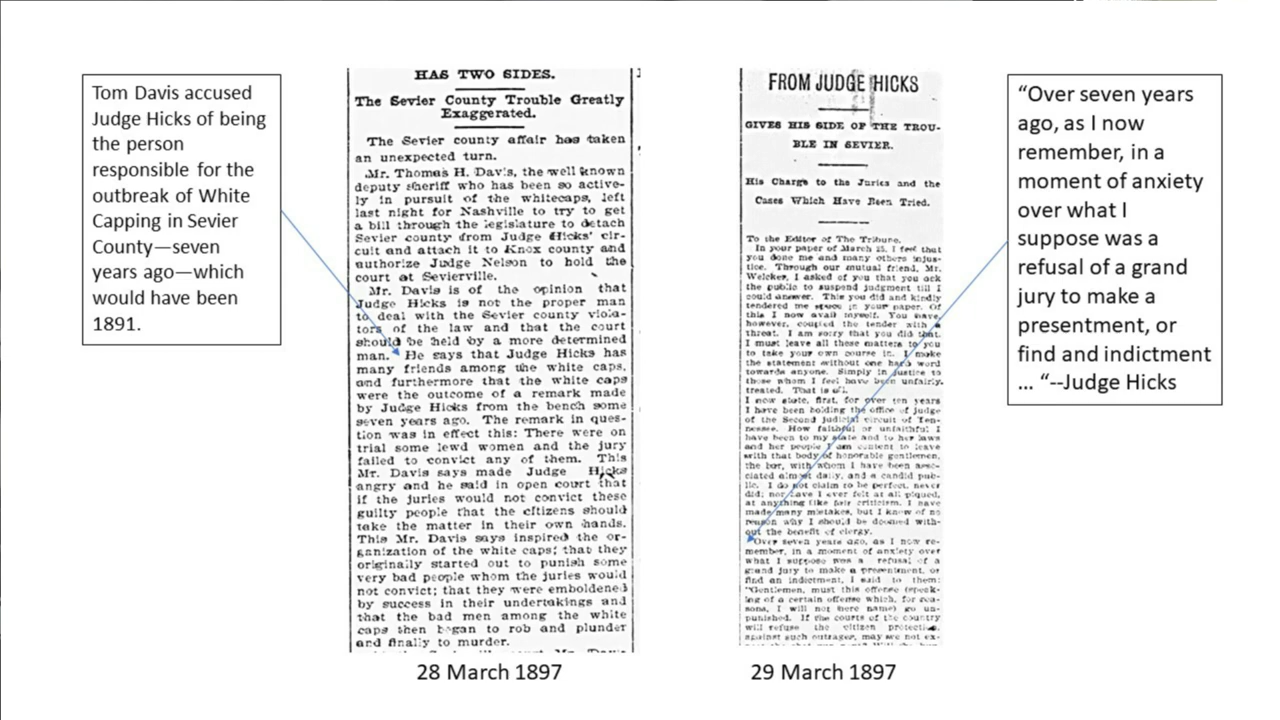 Tom Davis accused
Judge Hicks of being
the person
responsible for the
outbreak of White
Capping in Sevier
County—seven
years ago—which
would have been
1891.
HAS TWO SIDES.
The Sevier County Trouble Greatly
Exaggerated.
The Sevier county affair has taken
an unexpected turn.
Mr. Thomas H. Davis, the well known
deputy sheriff who has been so active-
ly in pursuit of the whitecaps, left
last night for Nashville to try to get
a bill through the legislature to detach
Sevier county from Judge Hicks' cir-
cuit and attach it to Knox county and
authorize Judge Nelson to hold the
court at Sevierville.
Mr. Davis is of the opinion that
Judge Hicks is not the proper man
to deal with the Sevier county viola-
tors of the law and that the court
should be held by a more determined
man. He says that Judge Hicks has
many friends among the white caps,
and furthermore that the white caps
were the outcome of a remark made
by Judge Hicks from the bench some
seven years ago. The remark in ques-
tion was in effect this: There were on
trial some lewd women and the jury
failed to convict any of them. This
Mr. Davis says made Judge Hicks
angry and he said in open court that
if the juries would not convict these
guilty people that the citizens should
take the matter in their own hands.
This Mr. Davis says inspired the or-
ganization of the white caps; that they
originally started out to punish some
very bad people whom the juries would
not convict; that they were emboldened
by success in their undertakings and
that the bad men among the white
caps then began to rob and plunder
and finally to murder.
28 March 1897
FROM JUDGE HICKS
GIVES HIS SIDE OF THE TROU-
BLE IN SEVIER.
His Charge to the Juries and the
Cases Which Have Been Tried.
To the Editor of The Tribune.
In your paper of March 25, I feel that
you done me and many others injus-
tice. Through our mutual friend, Mr.
Welcker, I asked of you that you ask
the public to suspend judgment till I
could answer. This you did and kindly
tendered me space in your paper. Of
this I now avail myself. You have,
however, coupled the tender with a
threat. I am sorry that you did that.
I must leave all these matters to you
to take your own course in. I make
the statement without one hard word
towards anyone. Simply in justice to
those whom I feel have been unfairly
treated. That is all.
I now state, first, for over ten years
I have been holding the office of judge
of the Second judicial circuit of Ten-
nessee. How faithful or unfaithful I
have been to my state and to her laws
and her people I am content to leave
with that body of honorable gentlemen,
the bar, with whom I have been asso-
ciated almost daily, and a candid pub-
lic. I do not claim to be perfect, never
did; nor have I ever felt at all piqued,
at anything like fair criticism. I have
made many mistakes, but I know of no
reason why I should be doomed with-
out the benefit of clergy.
Over seven years ago, as I now re-
member, in a moment of anxiety over
what I suppose was a refusal of a
grand jury to make a presentment, or
find an indictment, I said to them:
"Gentlemen, must this offense (speak-
ing of a certain offense which, for rea-
sons, I will not here name) go un-
punished. If the courts of the country
will refuse the citizen protection
against such outrages, may we not ex-
29 March 1897
“Over seven years
ago, as I now
remember, in a
moment of anxiety
over what I
suppose was a
refusal of a grand
jury to make a
presentment, or
find and indictment
… “--Judge Hicks